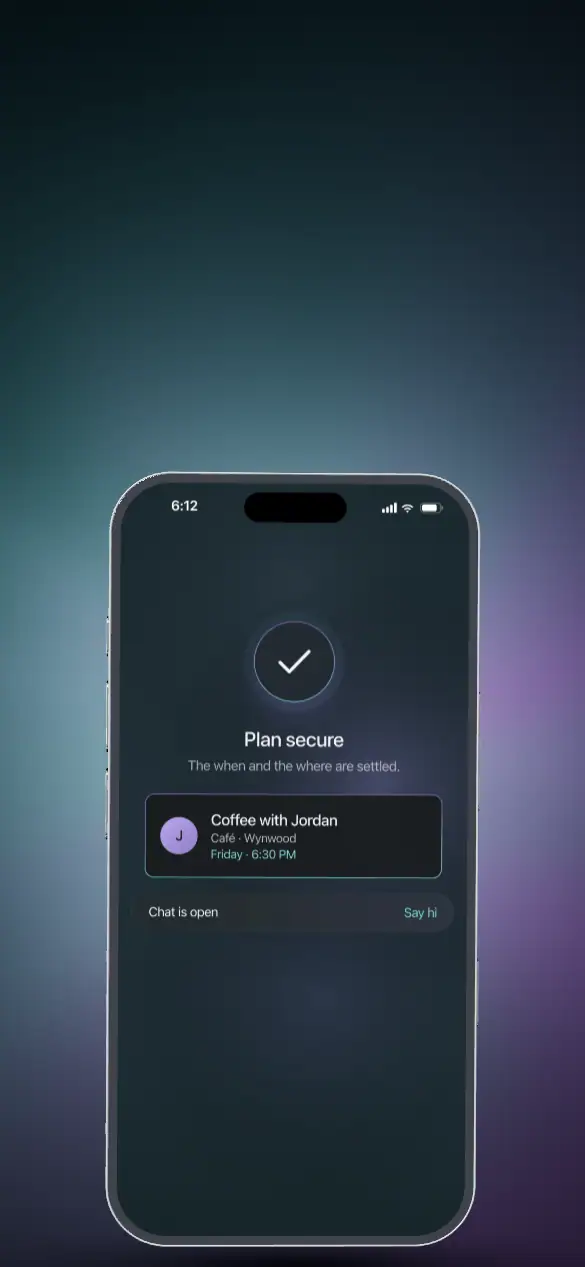 6:12
Plan secure
The when and the where are settled.
J
Coffee with Jordan
Café · Wynwood
Friday · 6:30 PM
Chat is open
Say hi